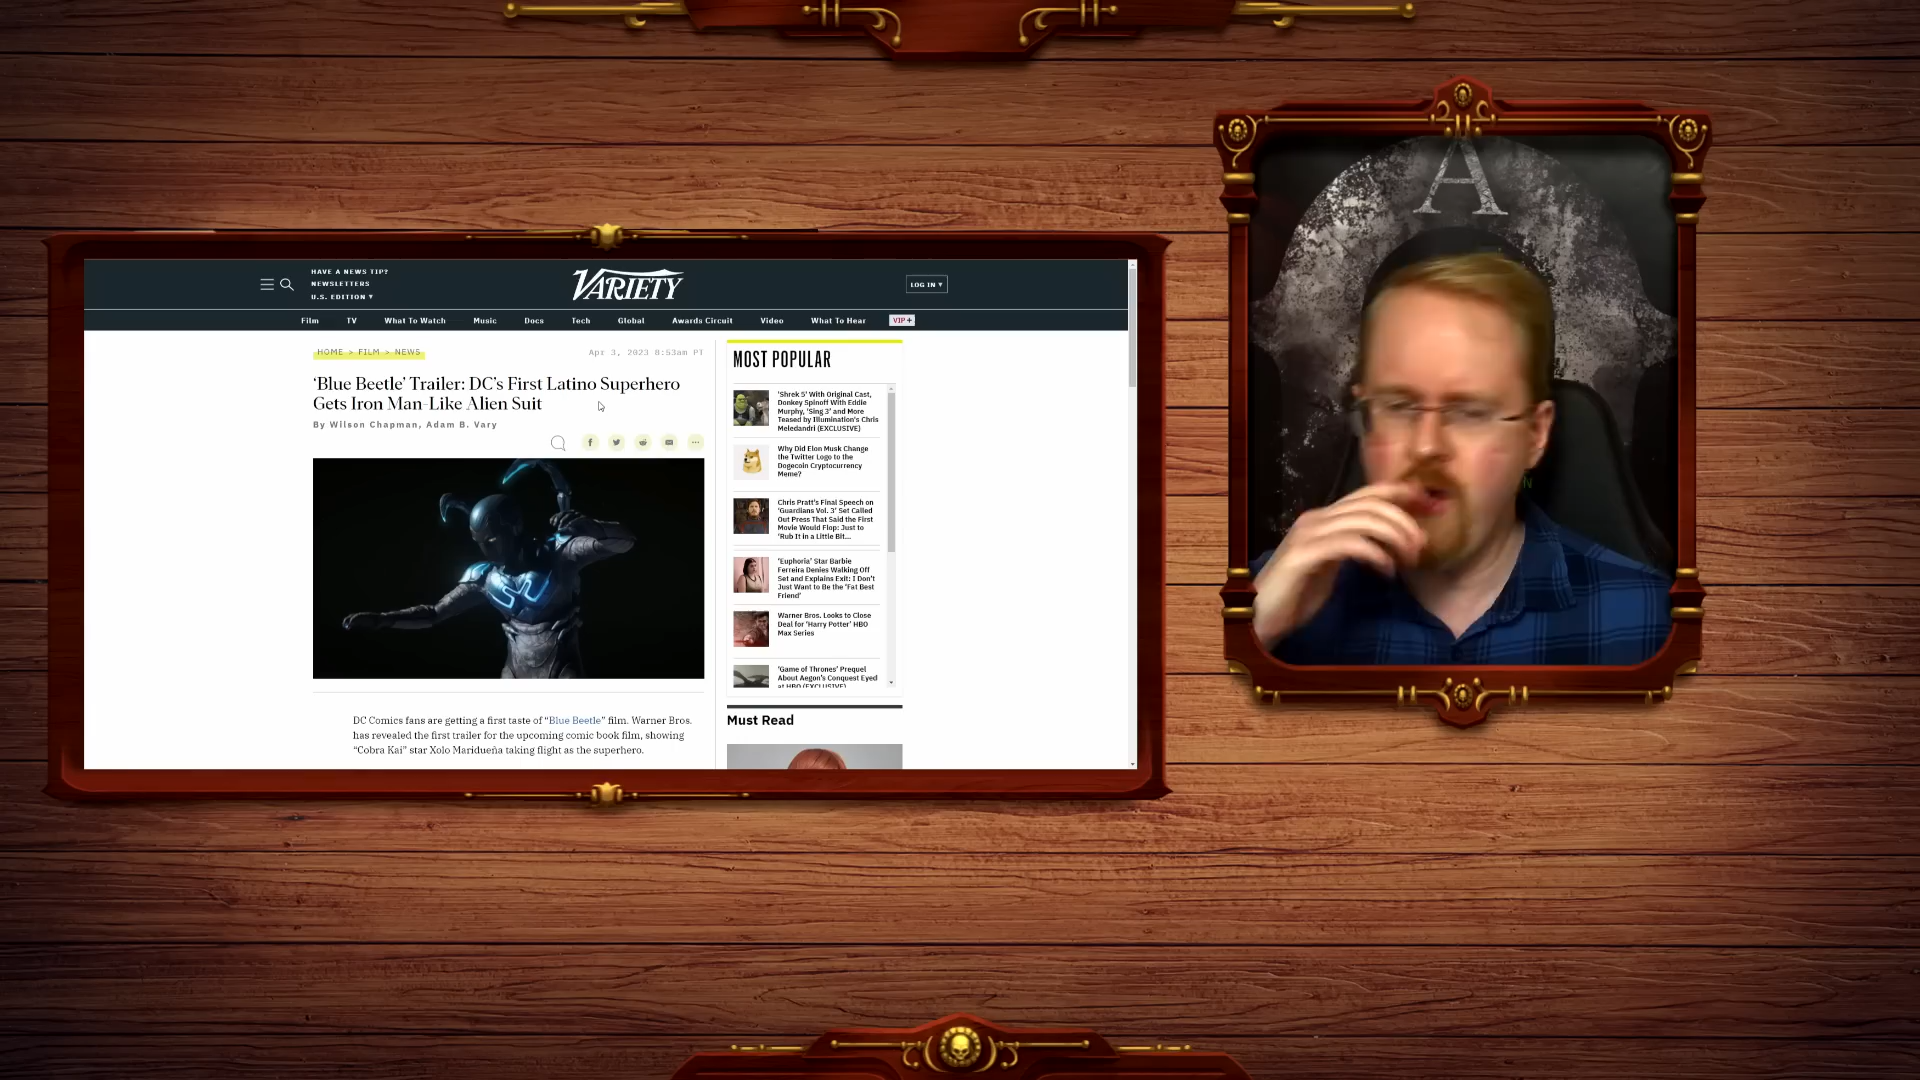 A
HAVE A NEWS TIP?
NEWSLETTERS
U.S. EDITION ▾
VARIETY
LOG IN ▾
Film TV What To Watch Music Docs Tech Global Awards Circuit Video What To Hear VIP+
HOME > FILM > NEWS
Apr 3, 2023 8:53am PT
‘Blue Beetle’ Trailer: DC’s First Latino Superhero
Gets Iron Man-Like Alien Suit
By Wilson Chapman, Adam B. Vary
DC Comics fans are getting a first taste of “Blue Beetle” film. Warner Bros.
has revealed the first trailer for the upcoming comic book film, showing
“Cobra Kai” star Xolo Maridueña taking flight as the superhero.
MOST POPULAR
‘Shrek 5’ With Original Cast,
Donkey Spinoff With Eddie
Murphy, ‘Sing 3’ and More
Teased by Illumination’s Chris
Meledandri (EXCLUSIVE)
Why Did Elon Musk Change
the Twitter Logo to the
Dogecoin Cryptocurrency
Meme?
Chris Pratt’s Final Speech on
‘Guardians Vol. 3’ Set Called
Out Press That Said the First
Movie Would Flop: Just to
‘Rub It in a Little Bit...
‘Euphoria’ Star Barbie
Ferreira Denies Walking Off
Set and Explains Exit: I Don’t
Just Want to Be the ‘Fat Best
Friend’
Warner Bros. Looks to Close
Deal for ‘Harry Potter’ HBO
Max Series
‘Game of Thrones’ Prequel
About Aegon’s Conquest Eyed
at HBO (EXCLUSIVE)
Must Read
N